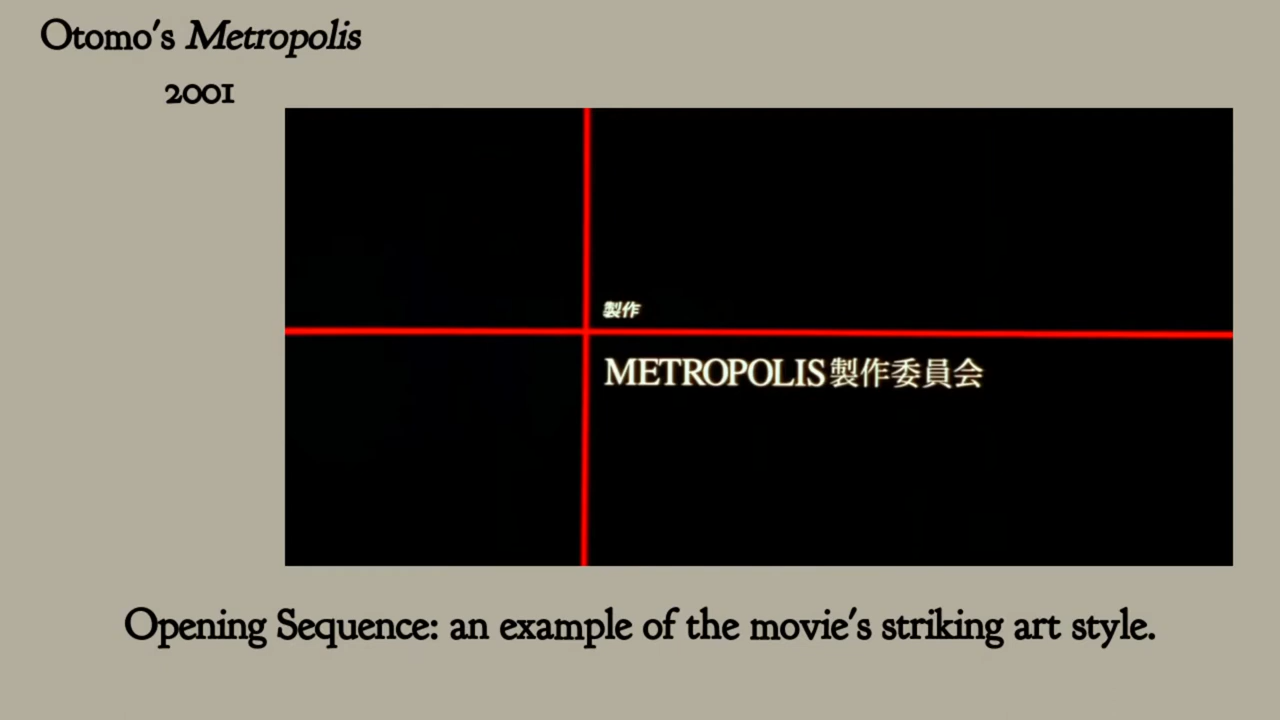 Otomo's Metropolis
2001
製作
METROPOLIS製作委員会
Opening Sequence: an example of the movie's striking art style.